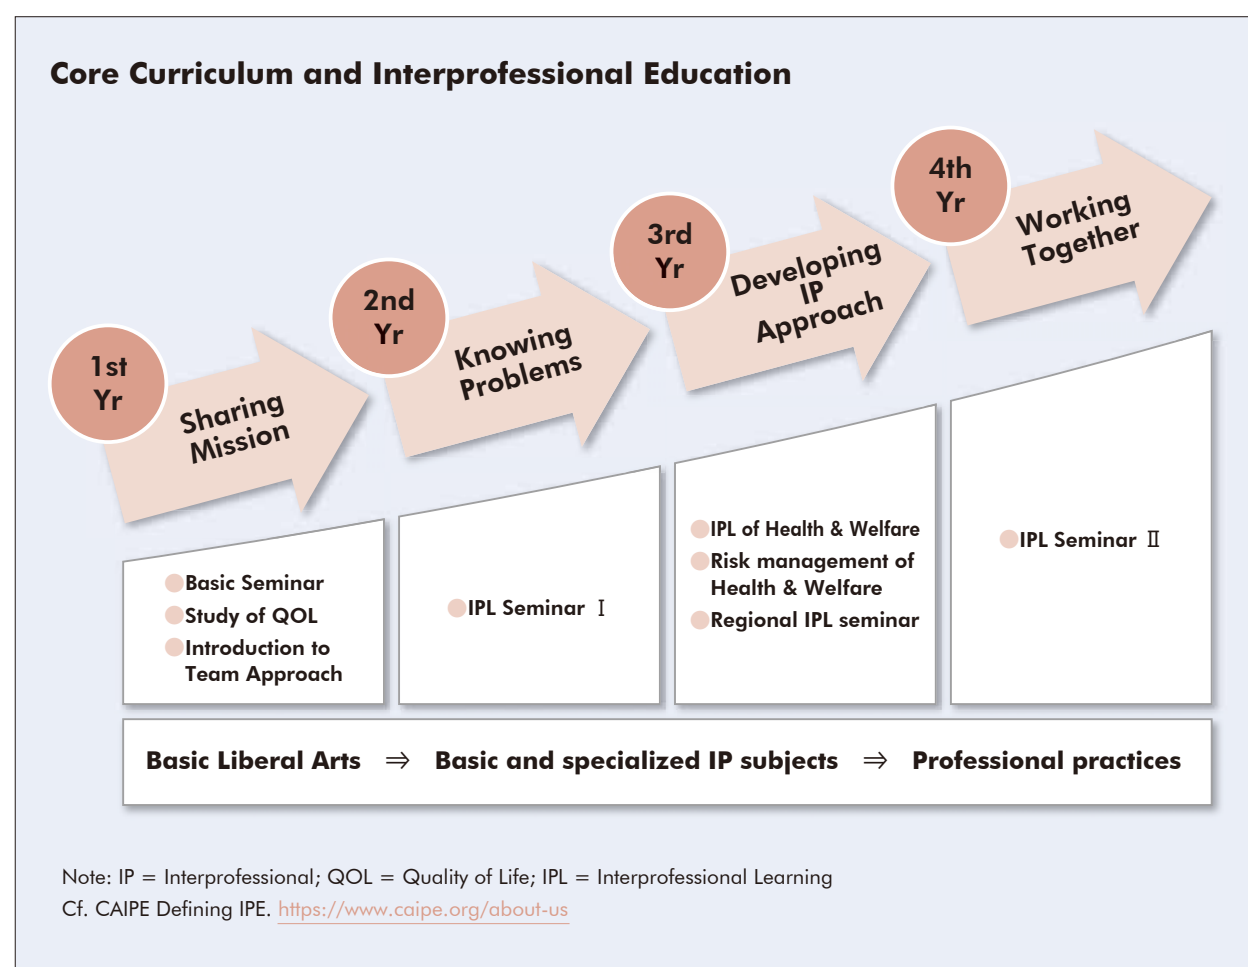 Core Curriculum and Interprofessional Education
1st
Yr
Sharing
Mission
2nd
Yr
Knowing
Problems
3rd
Yr
Developing
IP
Approach
4th
Yr
Working
Together
Basic Seminar
Study of QOL
Introduction to
Team Approach
IPL Seminar Ⅰ
IPL of Health & Welfare
Risk management of
Health & Welfare
Regional IPL seminar
IPL Seminar Ⅱ
Basic Liberal Arts ⇒ Basic and specialized IP subjects ⇒ Professional practices
Note: IP = Interprofessional; QOL = Quality of Life; IPL = Interprofessional Learning
Cf. CAIPE Defining IPE. https://www.caipe.org/about-us